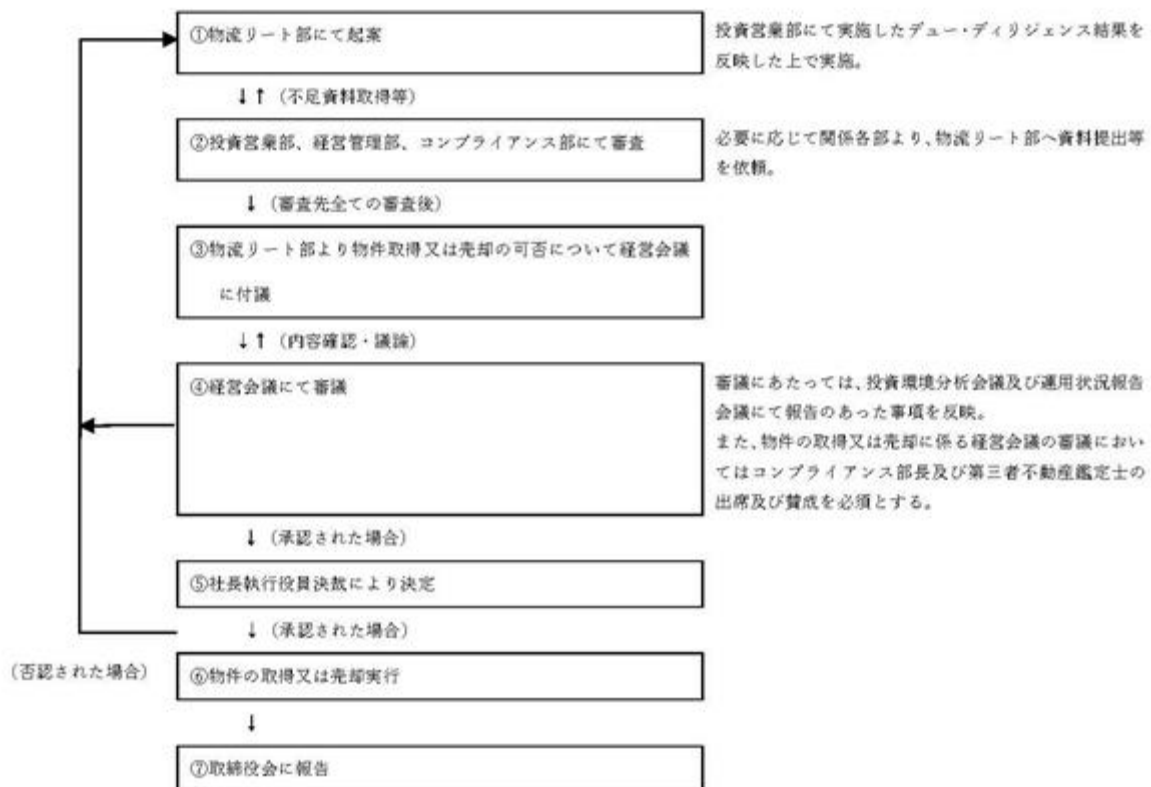 ①物流リート部にて起案
投資営業部にて実施したデュー・ディリジェンス結果を
反映した上で実施。
↓↑（不足資料取得等）
②投資営業部、経営管理部、コンプライアンス部にて審査
必要に応じて関係各部より、物流リート部へ資料提出等
を依頼。
↓（審査先全ての審査後）
③物流リート部より物件取得又は売却の可否について経営会議
に付議
↓↑（内容確認・議論）
④経営会議にて審議
審議にあたっては、投資環境分析会議及び運用状況報告
会議にて報告のあった事項を反映。
また、物件の取得又は売却に係る経営会議の審議におい
てはコンプライアンス部長及び第三者不動産鑑定士の
出席及び賛成を必須とする。
↓（承認された場合）
⑤社長執行役員決裁により決定
↓（承認された場合）
（否認された場合）
⑥物件の取得又は売却実行
↓
⑦取締役会に報告